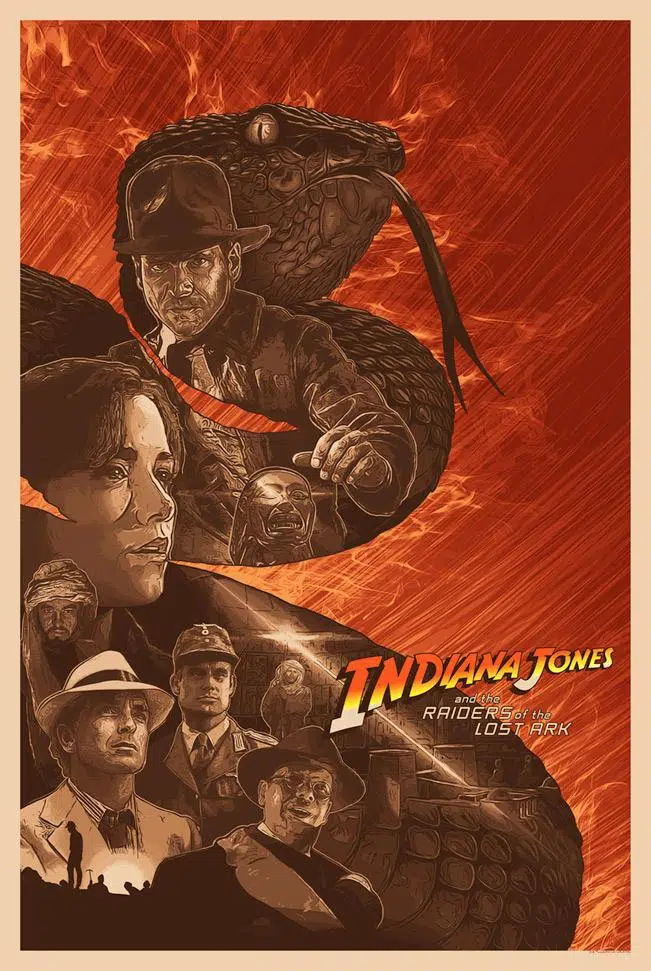 INDIANA JONES
and the
RAIDERS of the
LOST ARK